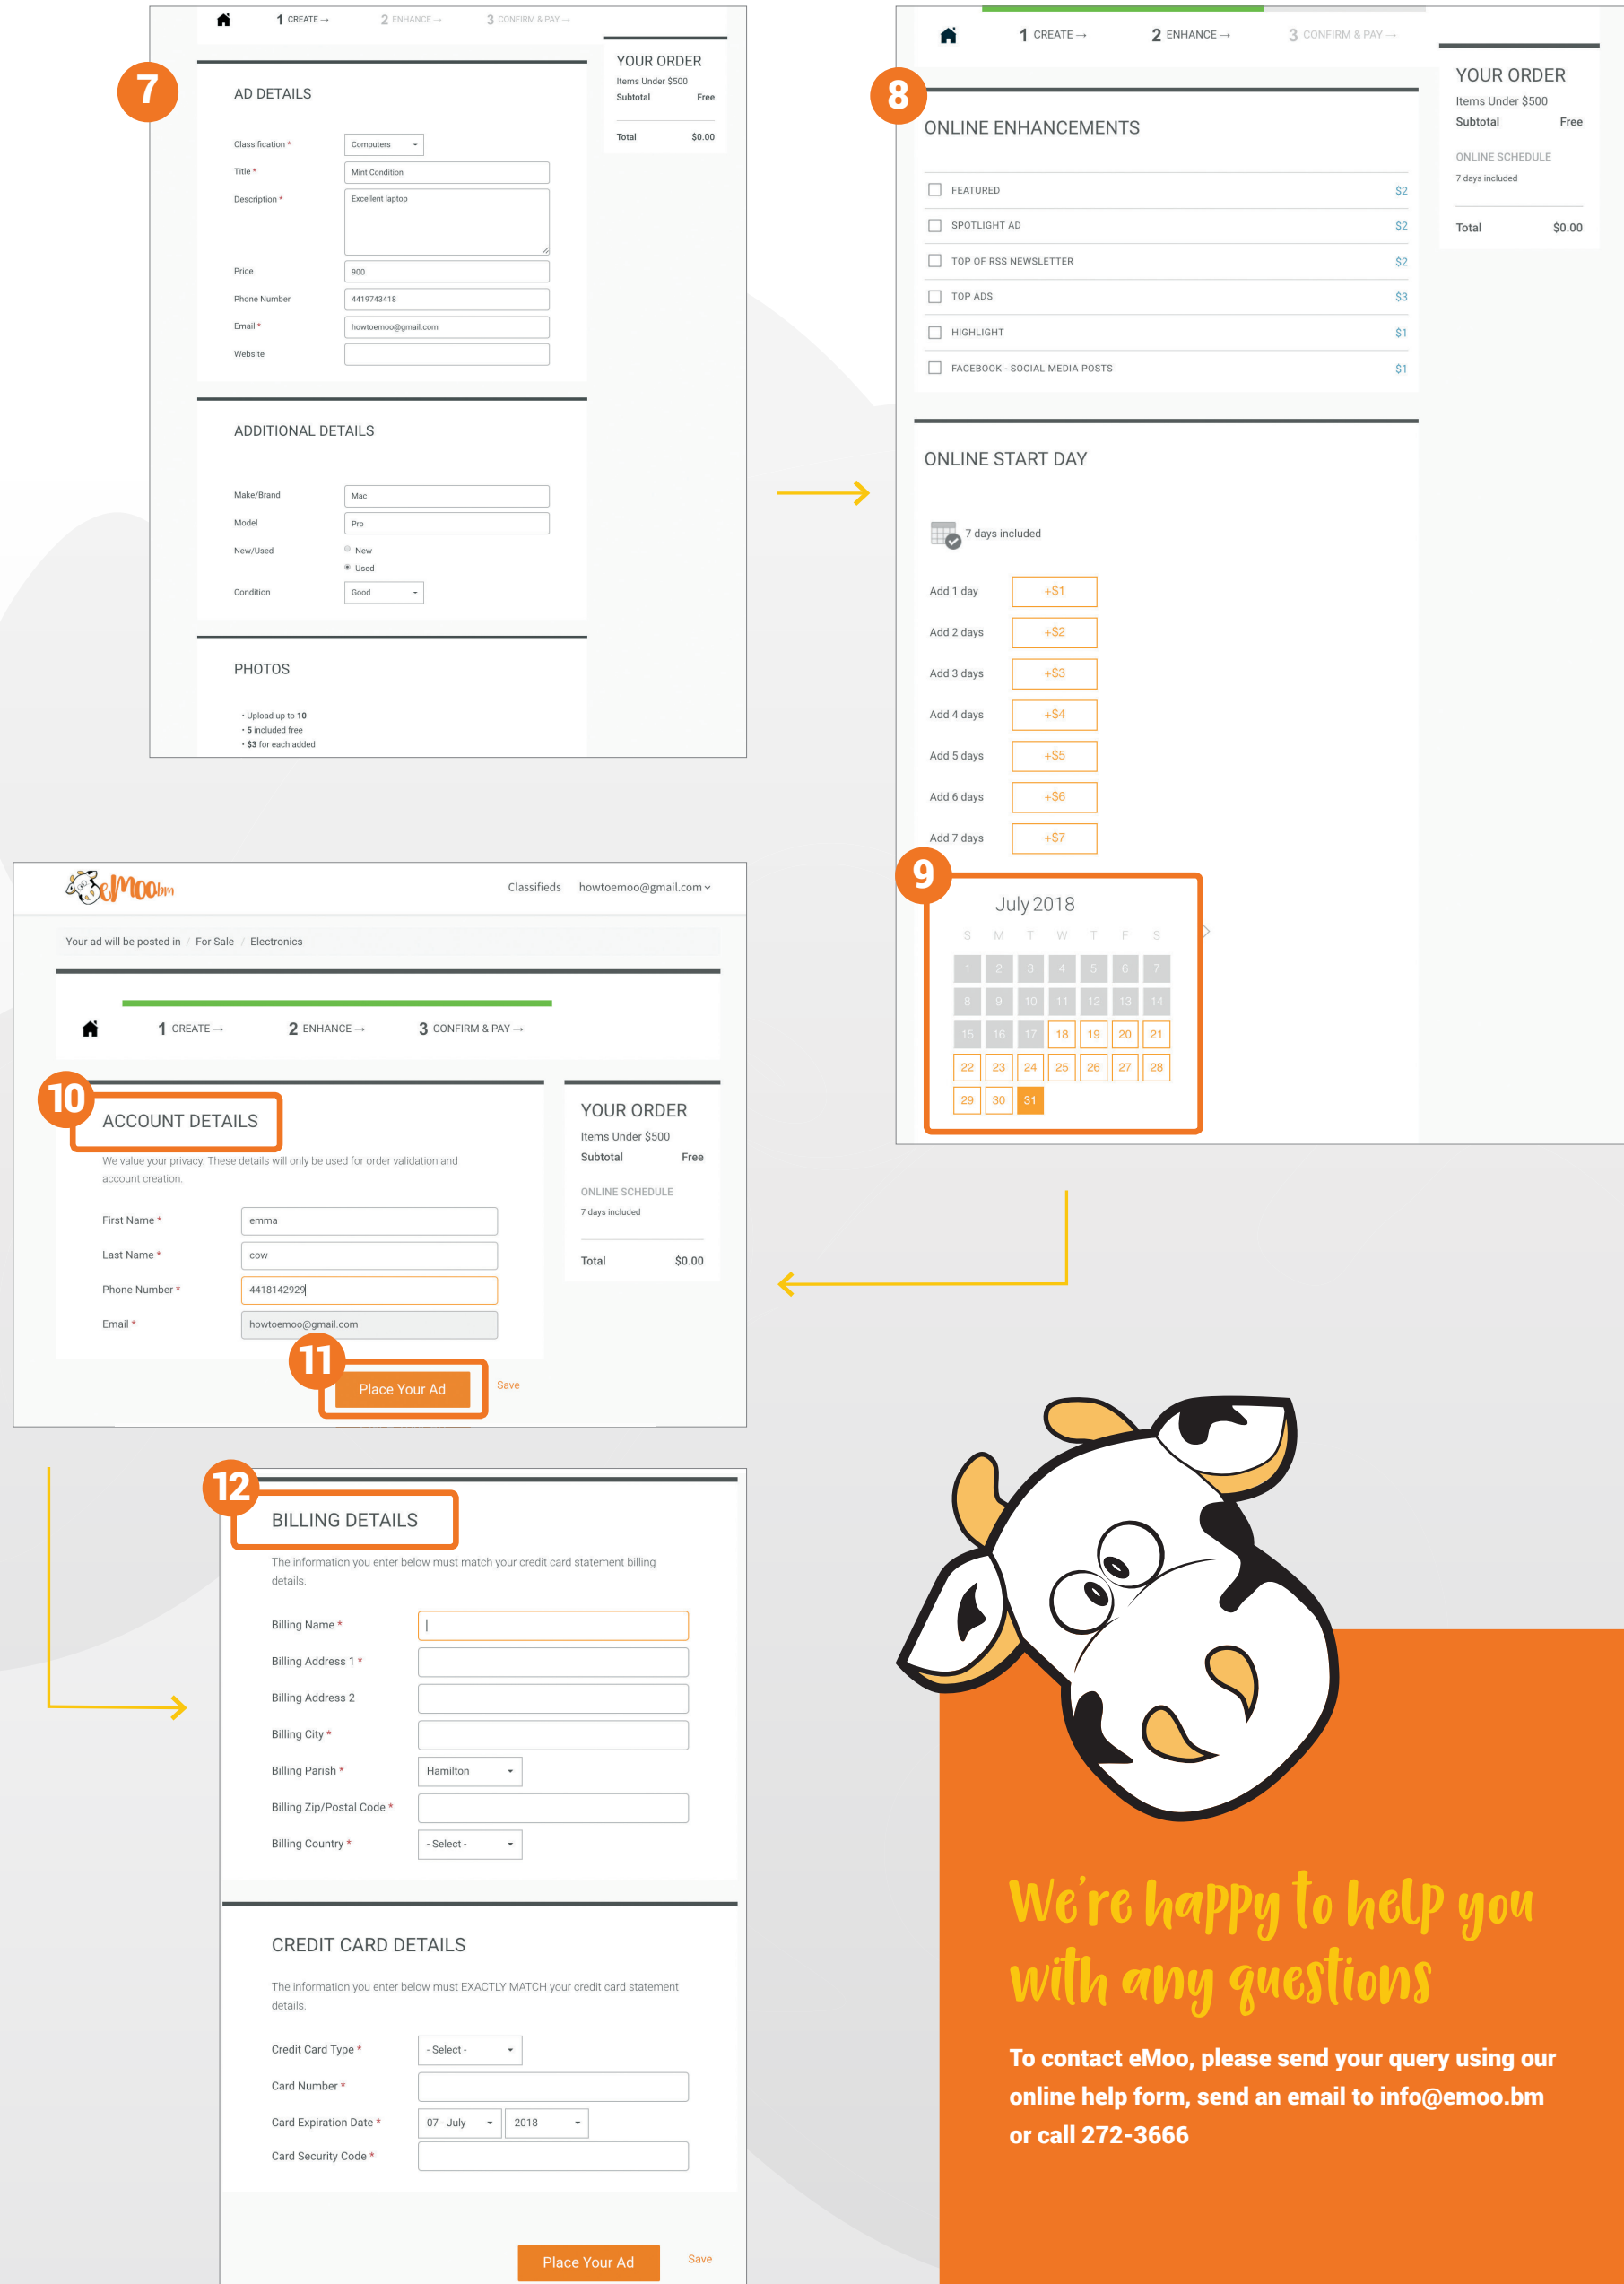 1 CREATE →
2 ENHANCE →
3 CONFIRM & PAY →
7
AD DETAILS
Classification * Computers
Title * Mint Condition
Description * Excellent laptop
Price 900
Phone Number 4419743418
Email * howtoemoo@gmail.com
Website
YOUR ORDER
Items Under $500
Subtotal Free
Total $0.00
ADDITIONAL DETAILS
Make/Brand Mac
Model Pro
New/Used New
Used
Condition Good
PHOTOS
• Upload up to 10
• 5 included free
• $3 for each added
1 CREATE →
2 ENHANCE →
3 CONFIRM & PAY →
8
ONLINE ENHANCEMENTS
FEATURED $2
SPOTLIGHT AD $2
TOP OF RSS NEWSLETTER $2
TOP ADS $3
HIGHLIGHT $1
FACEBOOK - SOCIAL MEDIA POSTS $1
YOUR ORDER
Items Under $500
Subtotal Free
ONLINE SCHEDULE
7 days included
Total $0.00
ONLINE START DAY
7 days included
Add 1 day +$1
Add 2 days +$2
Add 3 days +$3
Add 4 days +$4
Add 5 days +$5
Add 6 days +$6
Add 7 days +$7
9
July 2018
S M T W T F S
1 2 3 4 5 6 7
8 9 10 11 12 13 14
15 16 17 18 19 20 21
22 23 24 25 26 27 28
29 30 31
eMoo.bm
Classifieds howtoemoo@gmail.com
Your ad will be posted in / For Sale / Electronics
1 CREATE →
2 ENHANCE →
3 CONFIRM & PAY →
10
ACCOUNT DETAILS
We value your privacy. These details will only be used for order validation and
account creation.
First Name * emma
Last Name * cow
Phone Number * 4418142929
Email * howtoemoo@gmail.com
11
Place Your Ad
Save
YOUR ORDER
Items Under $500
Subtotal Free
ONLINE SCHEDULE
7 days included
Total $0.00
12
BILLING DETAILS
The information you enter below must match your credit card statement billing
details.
Billing Name *
Billing Address 1 *
Billing Address 2
Billing City *
Billing Parish * Hamilton
Billing Zip/Postal Code *
Billing Country * - Select -
CREDIT CARD DETAILS
The information you enter below must EXACTLY MATCH your credit card statement
details.
Credit Card Type * - Select -
Card Number *
Card Expiration Date * 07 - July 2018
Card Security Code *
Place Your Ad
Save
We're happy to help you
with any questions
To contact eMoo, please send your query using our
online help form, send an email to info@emoo.bm
or call 272-3666